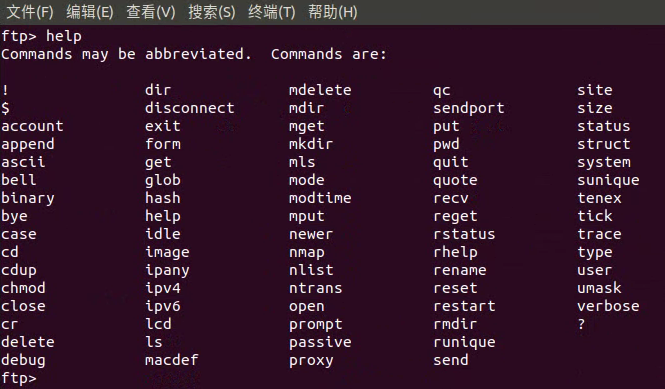 文件(F) 编辑(E) 查看(V) 搜索(S) 终端(T) 帮助(H)
ftp> help
Commands may be abbreviated.  Commands are:
! dir mdelete qc site
$ disconnect mdir sendport size
account exit mget put status
append form mkdir pwd struct
ascii get mls quit system
bell glob mode quote sunique
binary hash modtime recv tenex
bye help mput reget tick
case idle newer rstatus trace
cd image nmap rhelp type
cdup ipany nlist rename user
chmod ipv4 ntrans reset umask
close ipv6 open restart verbose
cr lcd prompt rmdir ?
delete ls passive runique
debug macdef proxy send
ftp>